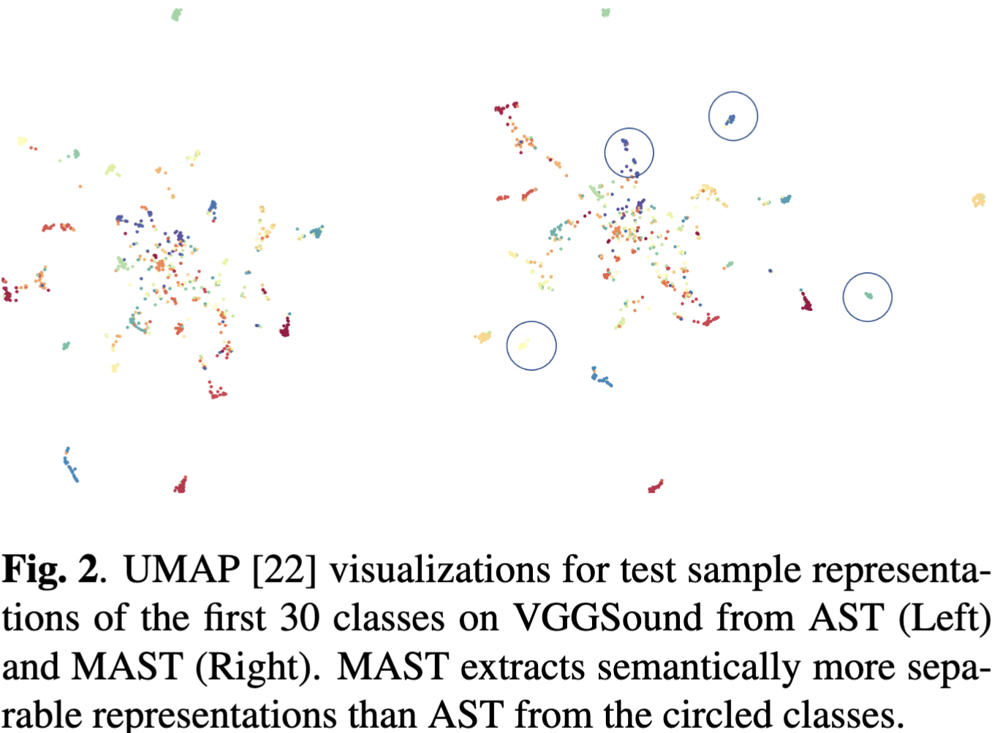 Fig. 2. UMAP [22] visualizations for test sample representa-
tions of the first 30 classes on VGGSound from AST (Left)
and MAST (Right). MAST extracts semantically more sepa-
rable representations than AST from the circled classes.